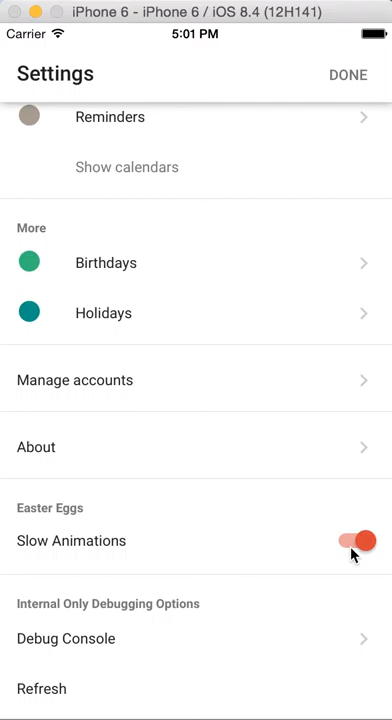 iPhone 6 - iPhone 6 / iOS 8.4 (12H141)
Carrier 5:01 PM
Settings DONE
Reminders
Show calendars
More
Birthdays
Holidays
Manage accounts
About
Easter Eggs
Slow Animations
Internal Only Debugging Options
Debug Console
Refresh